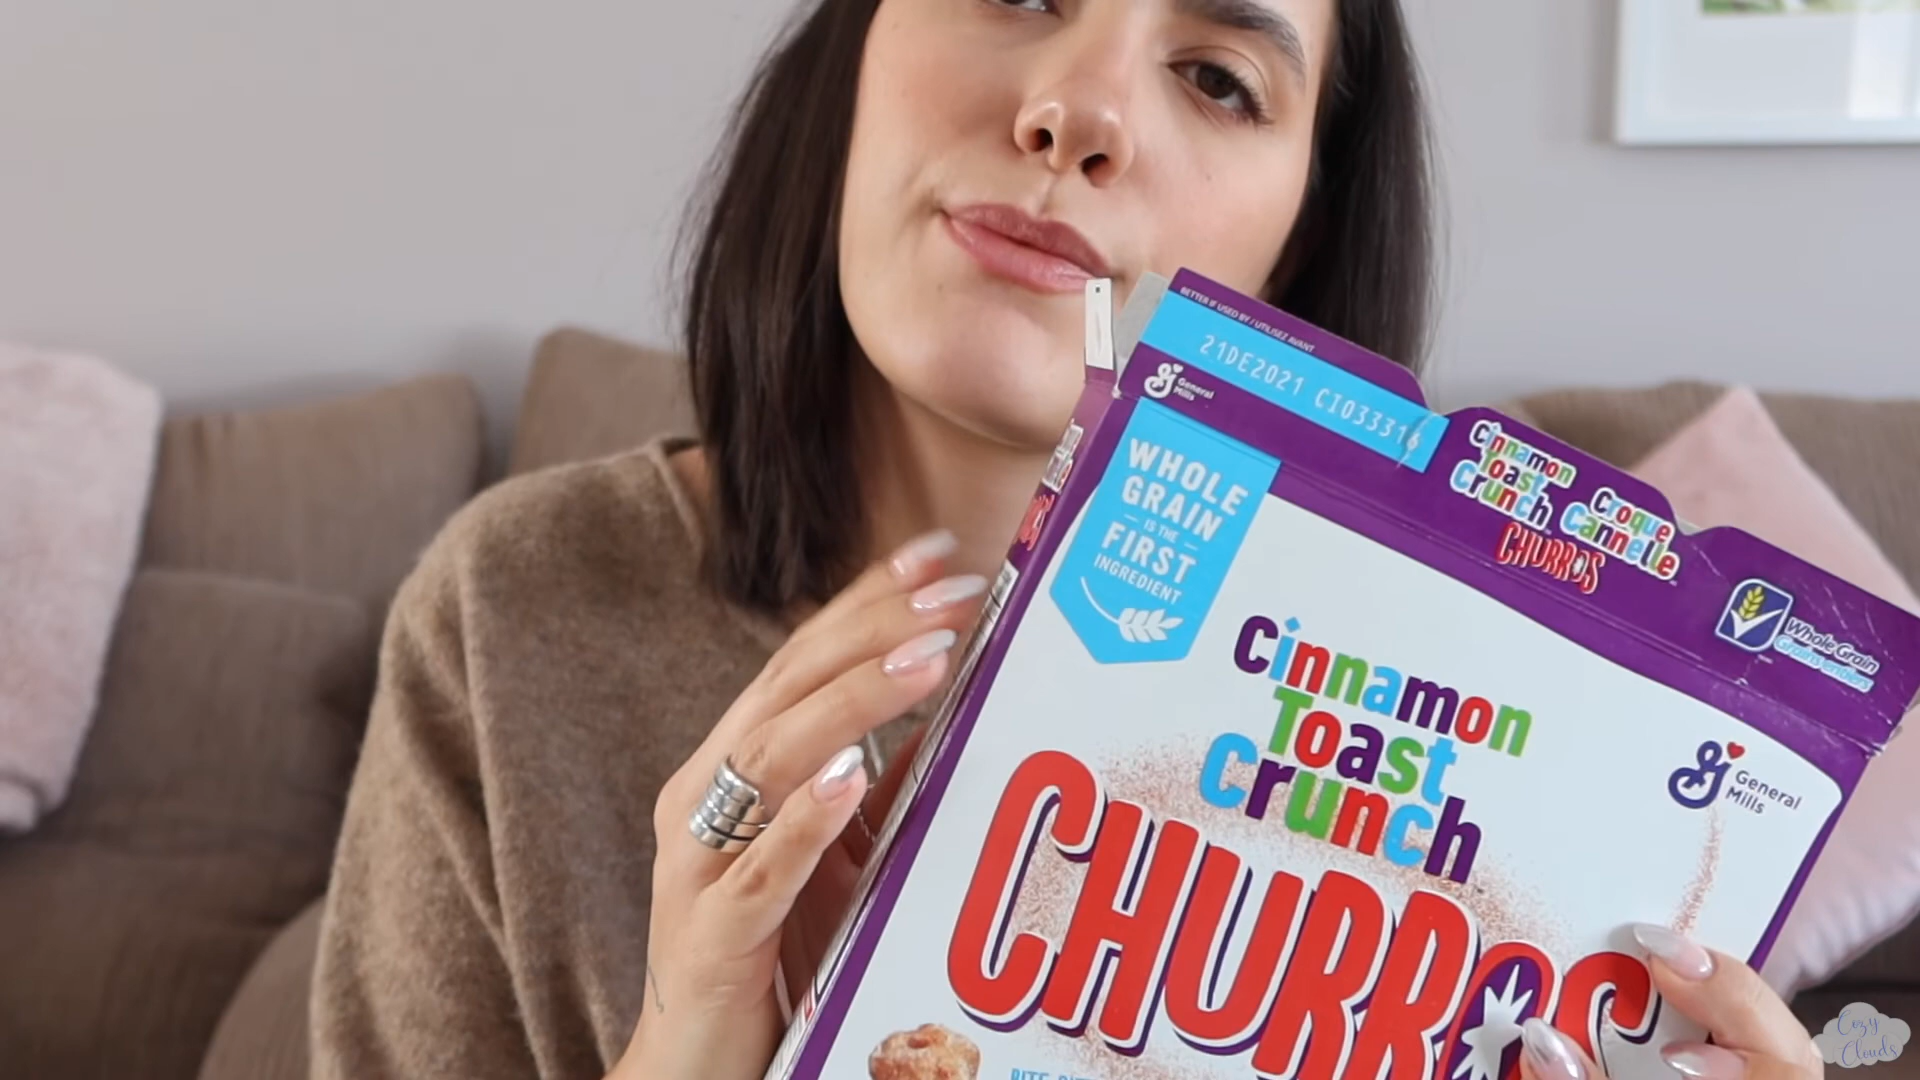 BETTER IF USED BY / UTILISEZ AVANT
21DE2021 CI033316
General
Mills
Cinnamon
Toast
Crunch
CHURROS
Croque
Cannelle
Whole Grain
WHOLE
GRAIN
IS THE
FIRST
INGREDIENT
Cinnamon
Toast
Crunch
CHURROS
General
Mills
Cozy
Clouds